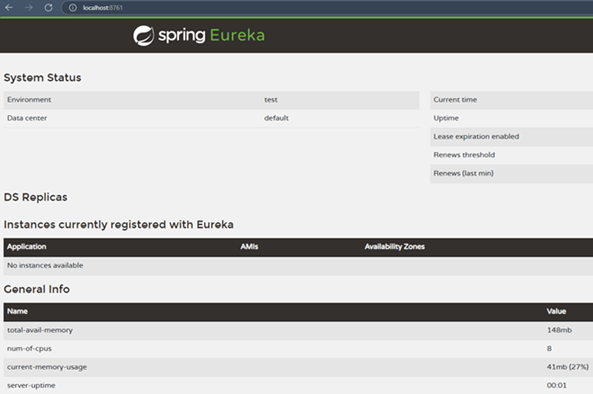 localhost:8761
spring Eureka
System Status
Environment test Current time
Data center default Uptime
Lease expiration enabled
Renews threshold
Renews (last min)
DS Replicas
Instances currently registered with Eureka
Application AMIs Availability Zones
No instances available
General Info
Name Value
total-avail-memory 148mb
num-of-cpus 8
current-memory-usage 41mb (27%)
server-uptime 00:01